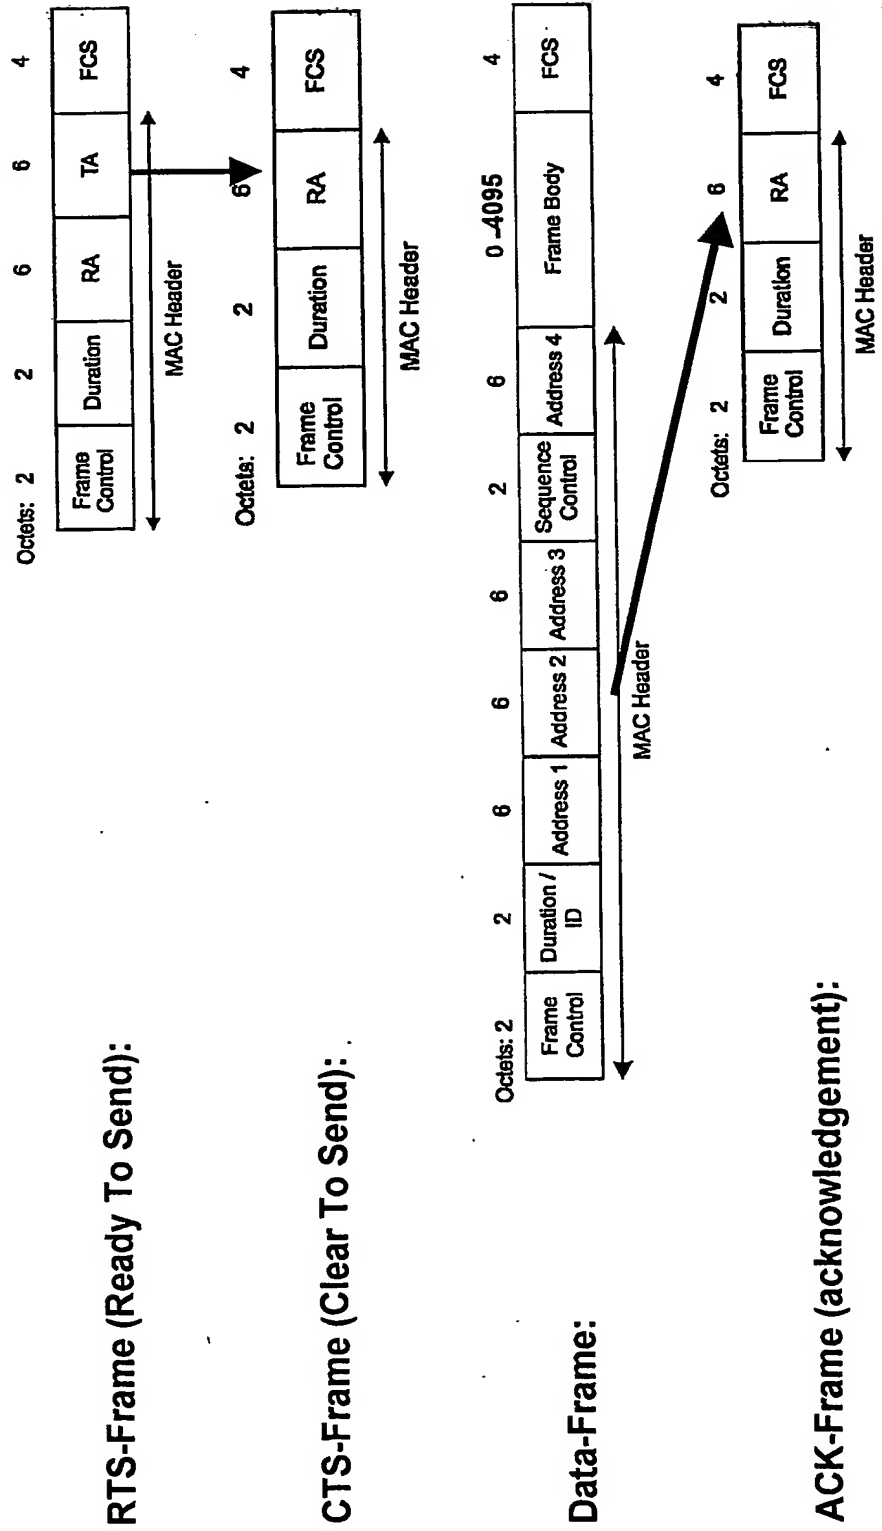 RTS-Frame (Ready To Send):
Octets: 2 2 6 6 4
Frame Control Duration RA TA FCS
MAC Header
CTS-Frame (Clear To Send):
Octets: 2 2 6 4
Frame Control Duration RA FCS
MAC Header
Data-Frame:
Octets: 2 2 6 6 6 2 6 0-4095 4
Frame Control Duration / ID Address 1 Address 2 Address 3 Sequence Control Address 4 Frame Body FCS
MAC Header
ACK-Frame (acknowledgement):
Octets: 2 2 6 4
Frame Control Duration RA FCS
MAC Header